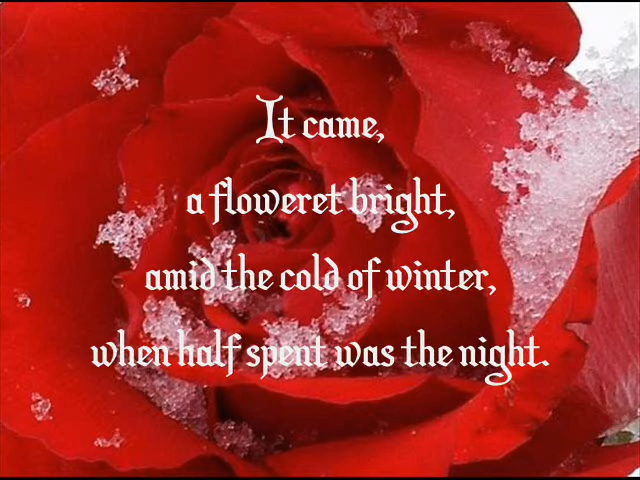 It came,
a floweret bright,
amid the cold of winter,
when half spent was the night.